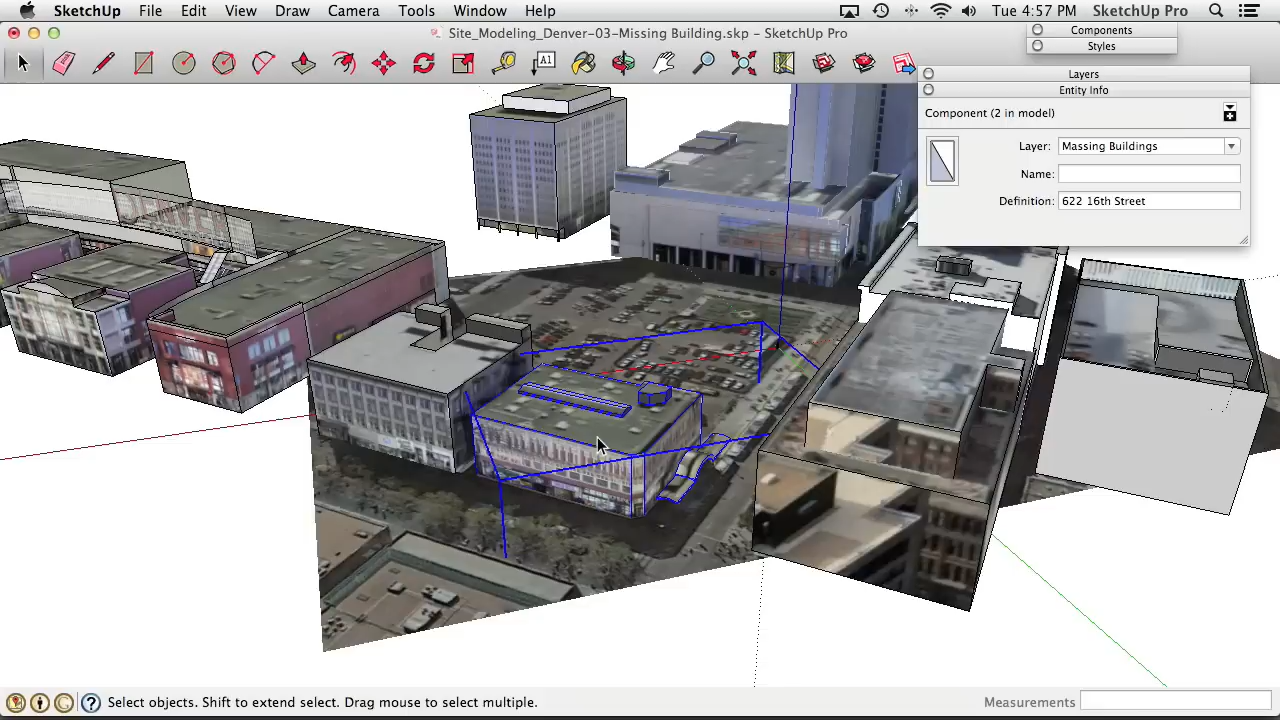 SketchUp File Edit View Draw Camera Tools Window Help Tue 4:57 PM SketchUp Pro
Site_Modeling_Denver-03-Missing Building.skp - SketchUp Pro
Components
Styles
A1
Layers
Entity Info
Component (2 in model)
Layer: Massing Buildings
Name:
Definition: 622 16th Street
Select objects. Shift to extend select. Drag mouse to select multiple.
Measurements